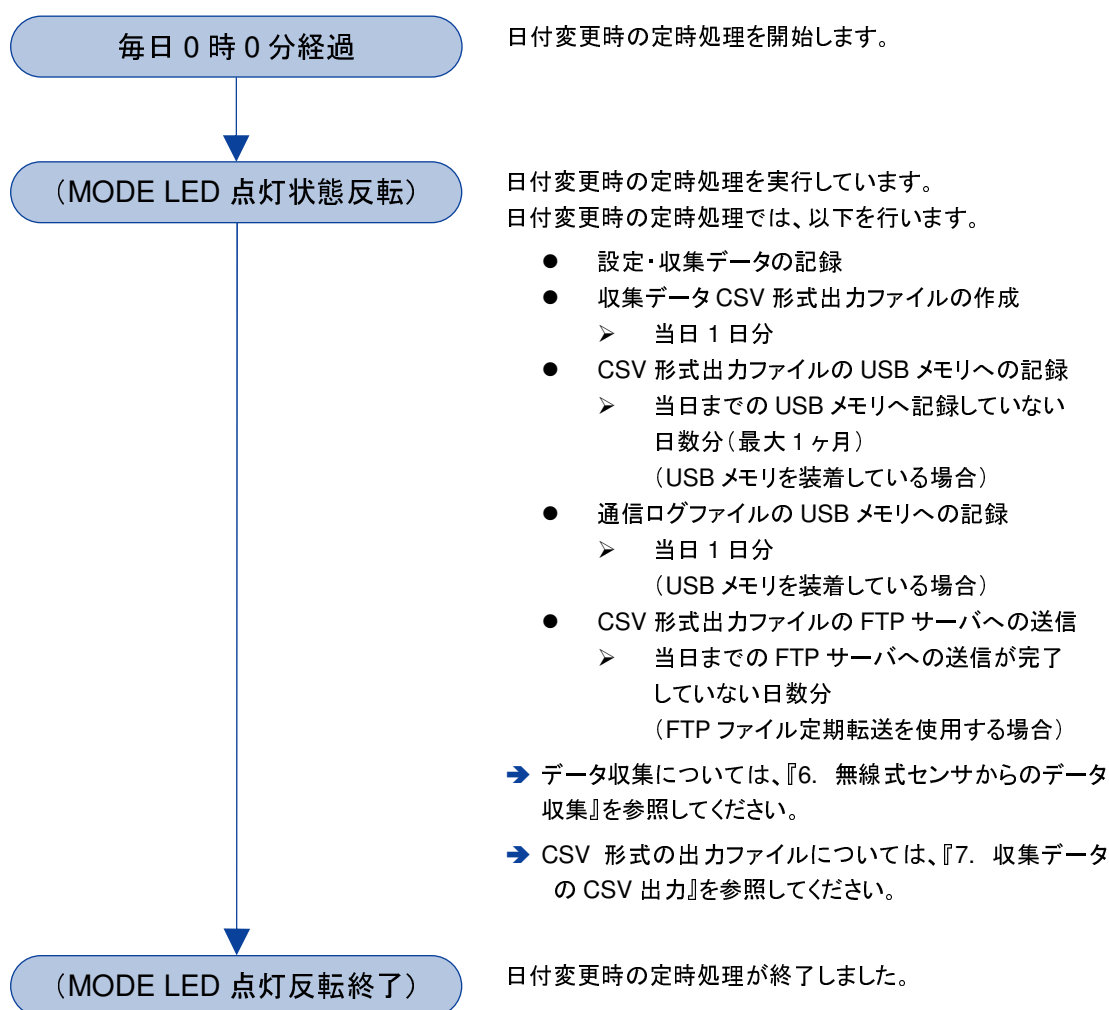 毎日 0 時 0 分経過
日付変更時の定時処理を開始します。
（MODE LED 点灯状態反転）
日付変更時の定時処理を実行しています。
日付変更時の定時処理では、以下を行います。
● 設定・収集データの記録
● 収集データ CSV 形式出力ファイルの作成
➢ 当日 1 日分
● CSV 形式出力ファイルの USB メモリへの記録
➢ 当日までの USB メモリへ記録していない
日数分（最大 1 ヶ月）
（USB メモリを装着している場合）
● 通信ログファイルの USB メモリへの記録
➢ 当日 1 日分
（USB メモリを装着している場合）
● CSV 形式出力ファイルの FTP サーバへの送信
➢ 当日までの FTP サーバへの送信が完了
していない日数分
（FTP ファイル定期転送を使用する場合）
➔ データ収集については、『6. 無線式センサからのデータ
収集』を参照してください。
➔ CSV 形式の出力ファイルについては、『7. 収集データ
の CSV 出力』を参照してください。
（MODE LED 点灯反転終了）
日付変更時の定時処理が終了しました。